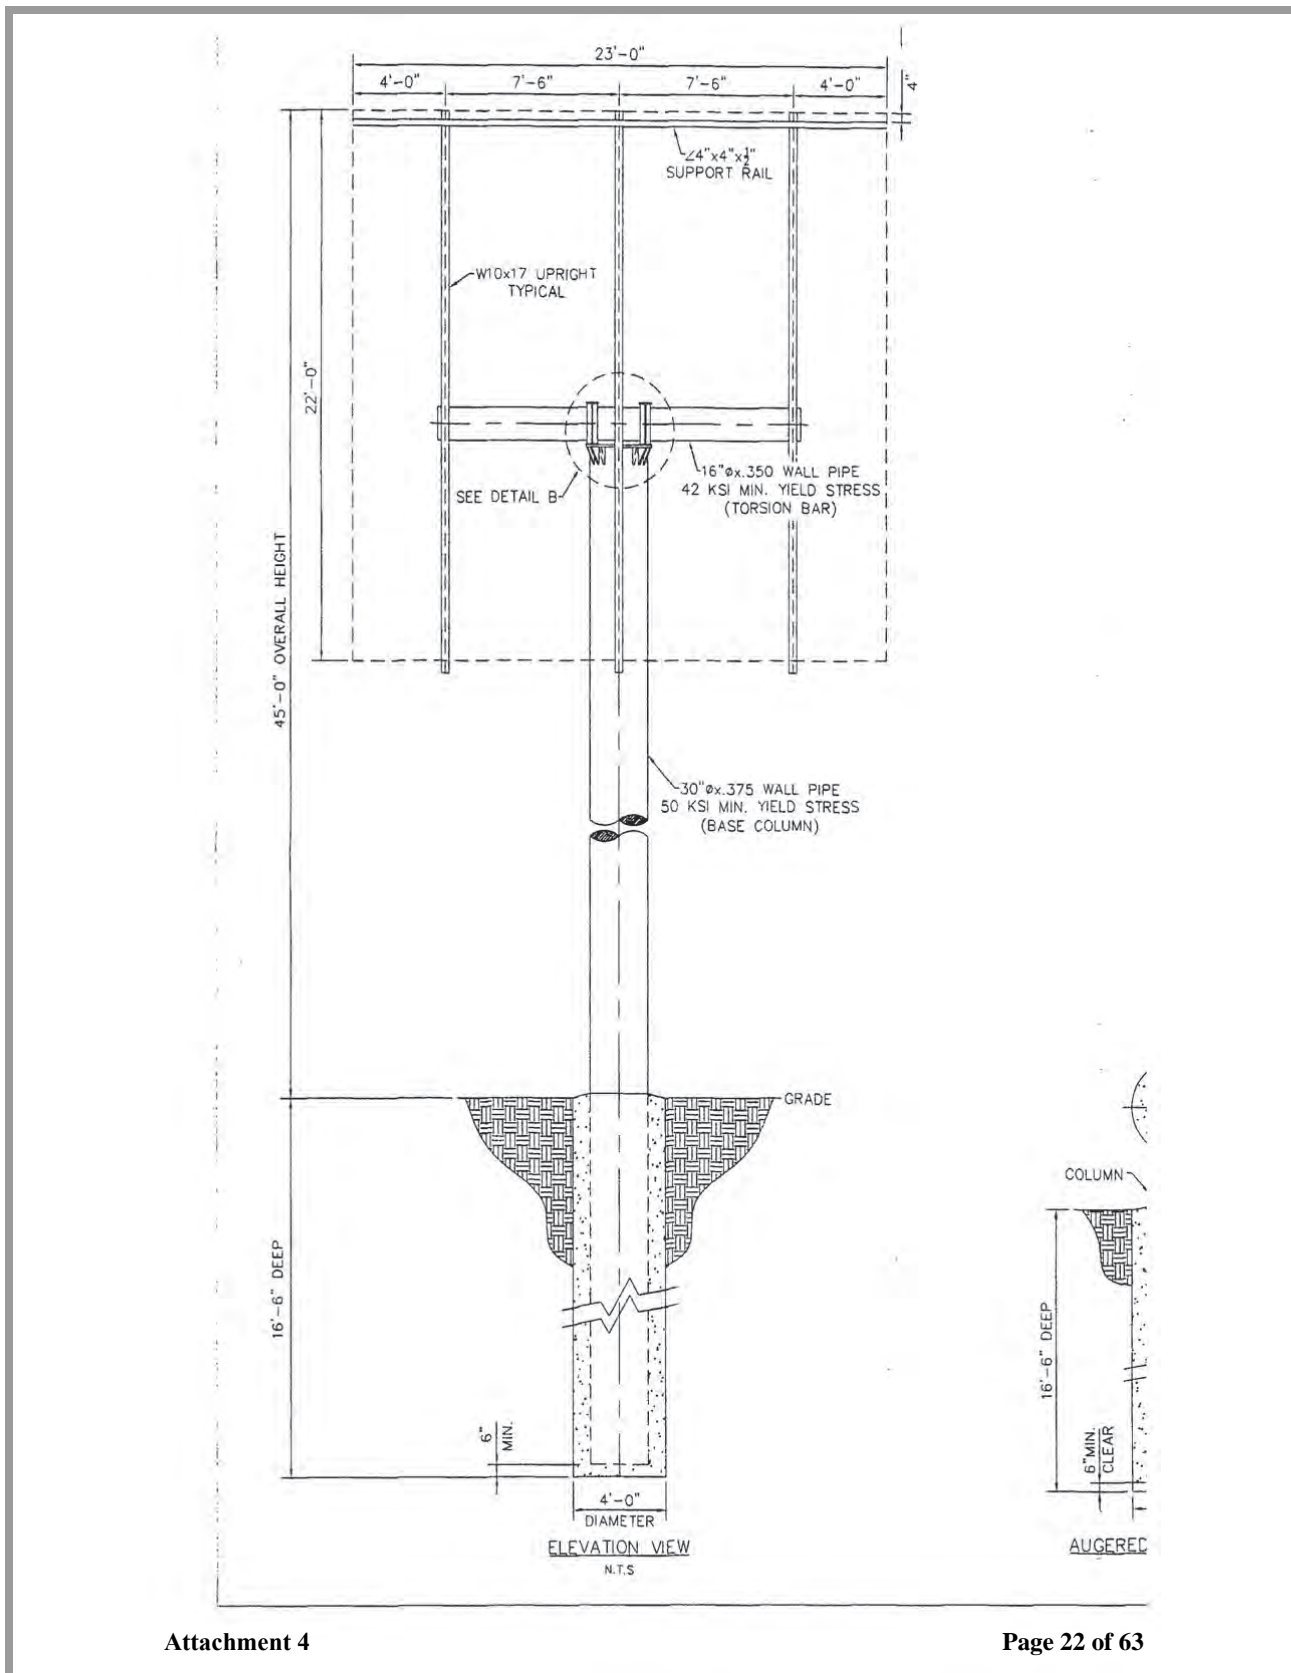 23'-0"
4'-0" 7'-6" 7'-6" 4'-0"
4"
∠4"x4"x½"
SUPPORT RAIL
W10x17 UPRIGHT
TYPICAL
22'-0"
16"øx.350 WALL PIPE
42 KSI MIN. YIELD STRESS
(TORSION BAR)
SEE DETAIL B
45'-0" OVERALL HEIGHT
30"øx.375 WALL PIPE
50 KSI MIN. YIELD STRESS
(BASE COLUMN)
GRADE
COLUMN
16'-6" DEEP
16'-6" DEEP
6"
MIN.
6"MIN.
CLEAR
4'-0"
DIAMETER
ELEVATION VIEW
N.T.S
AUGERED
Attachment 4
Page 22 of 63